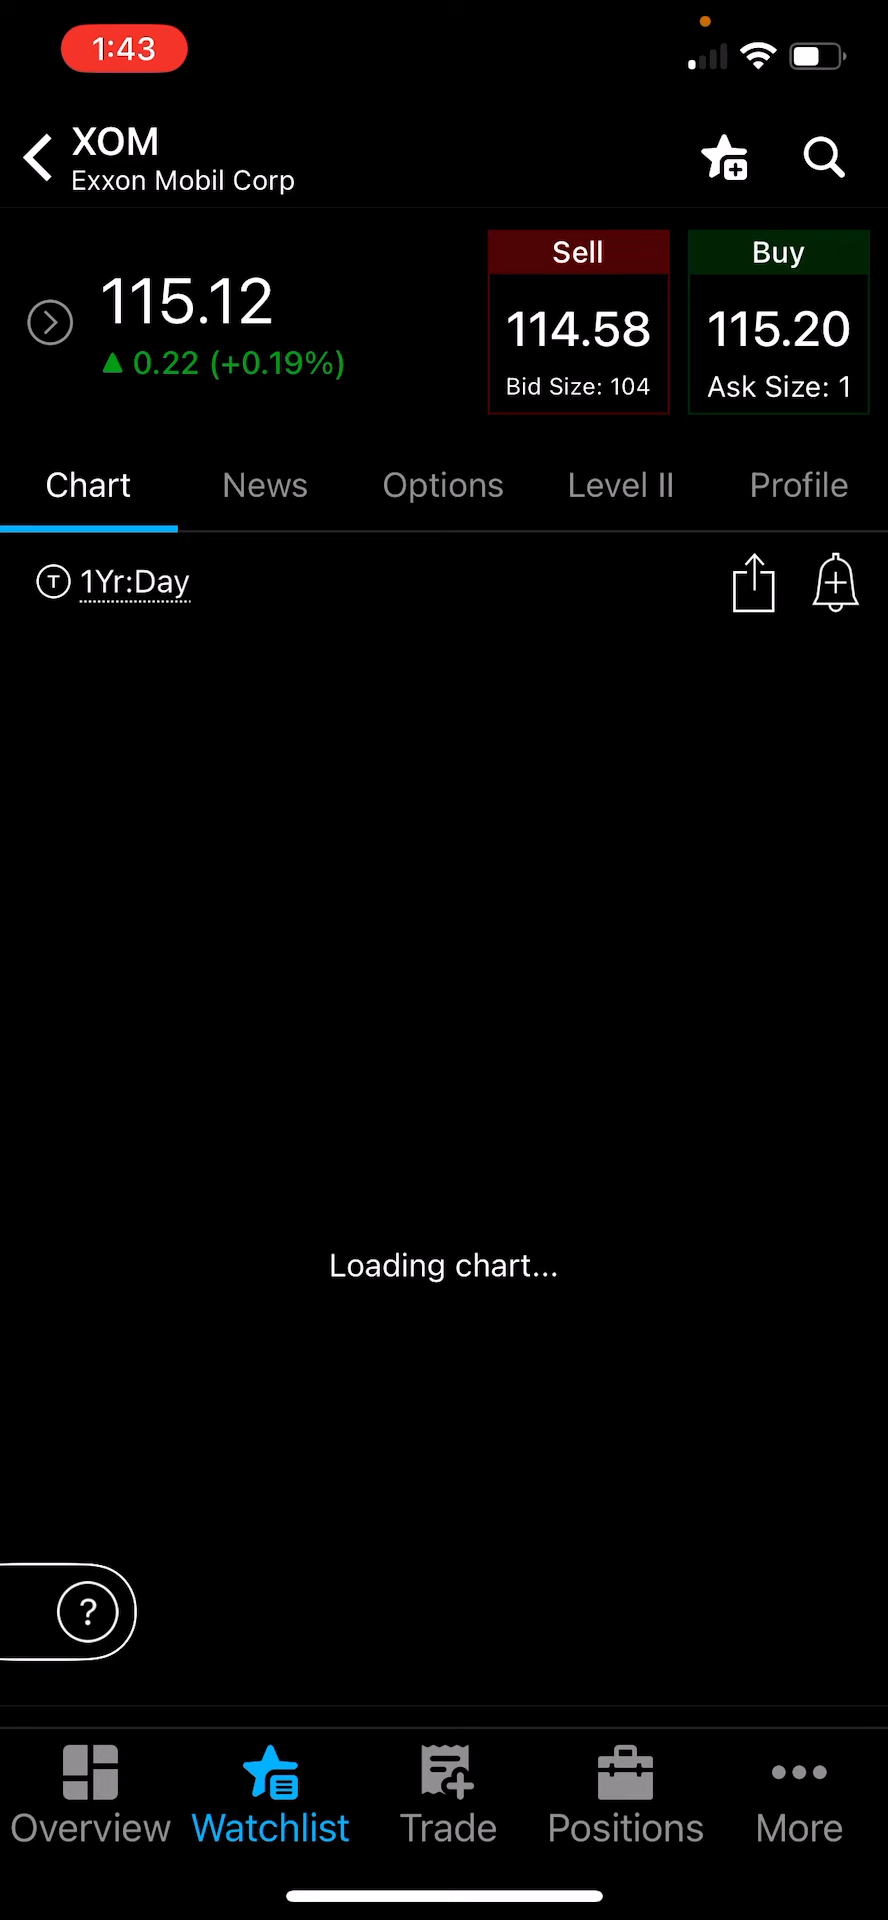 1:43
XOM
Exxon Mobil Corp
115.12
▲ 0.22 (+0.19%)
Sell
114.58
Bid Size: 104
Buy
115.20
Ask Size: 1
Chart News Options Level II Profile
T 1Yr:Day
Loading chart...
?
Overview Watchlist Trade Positions More